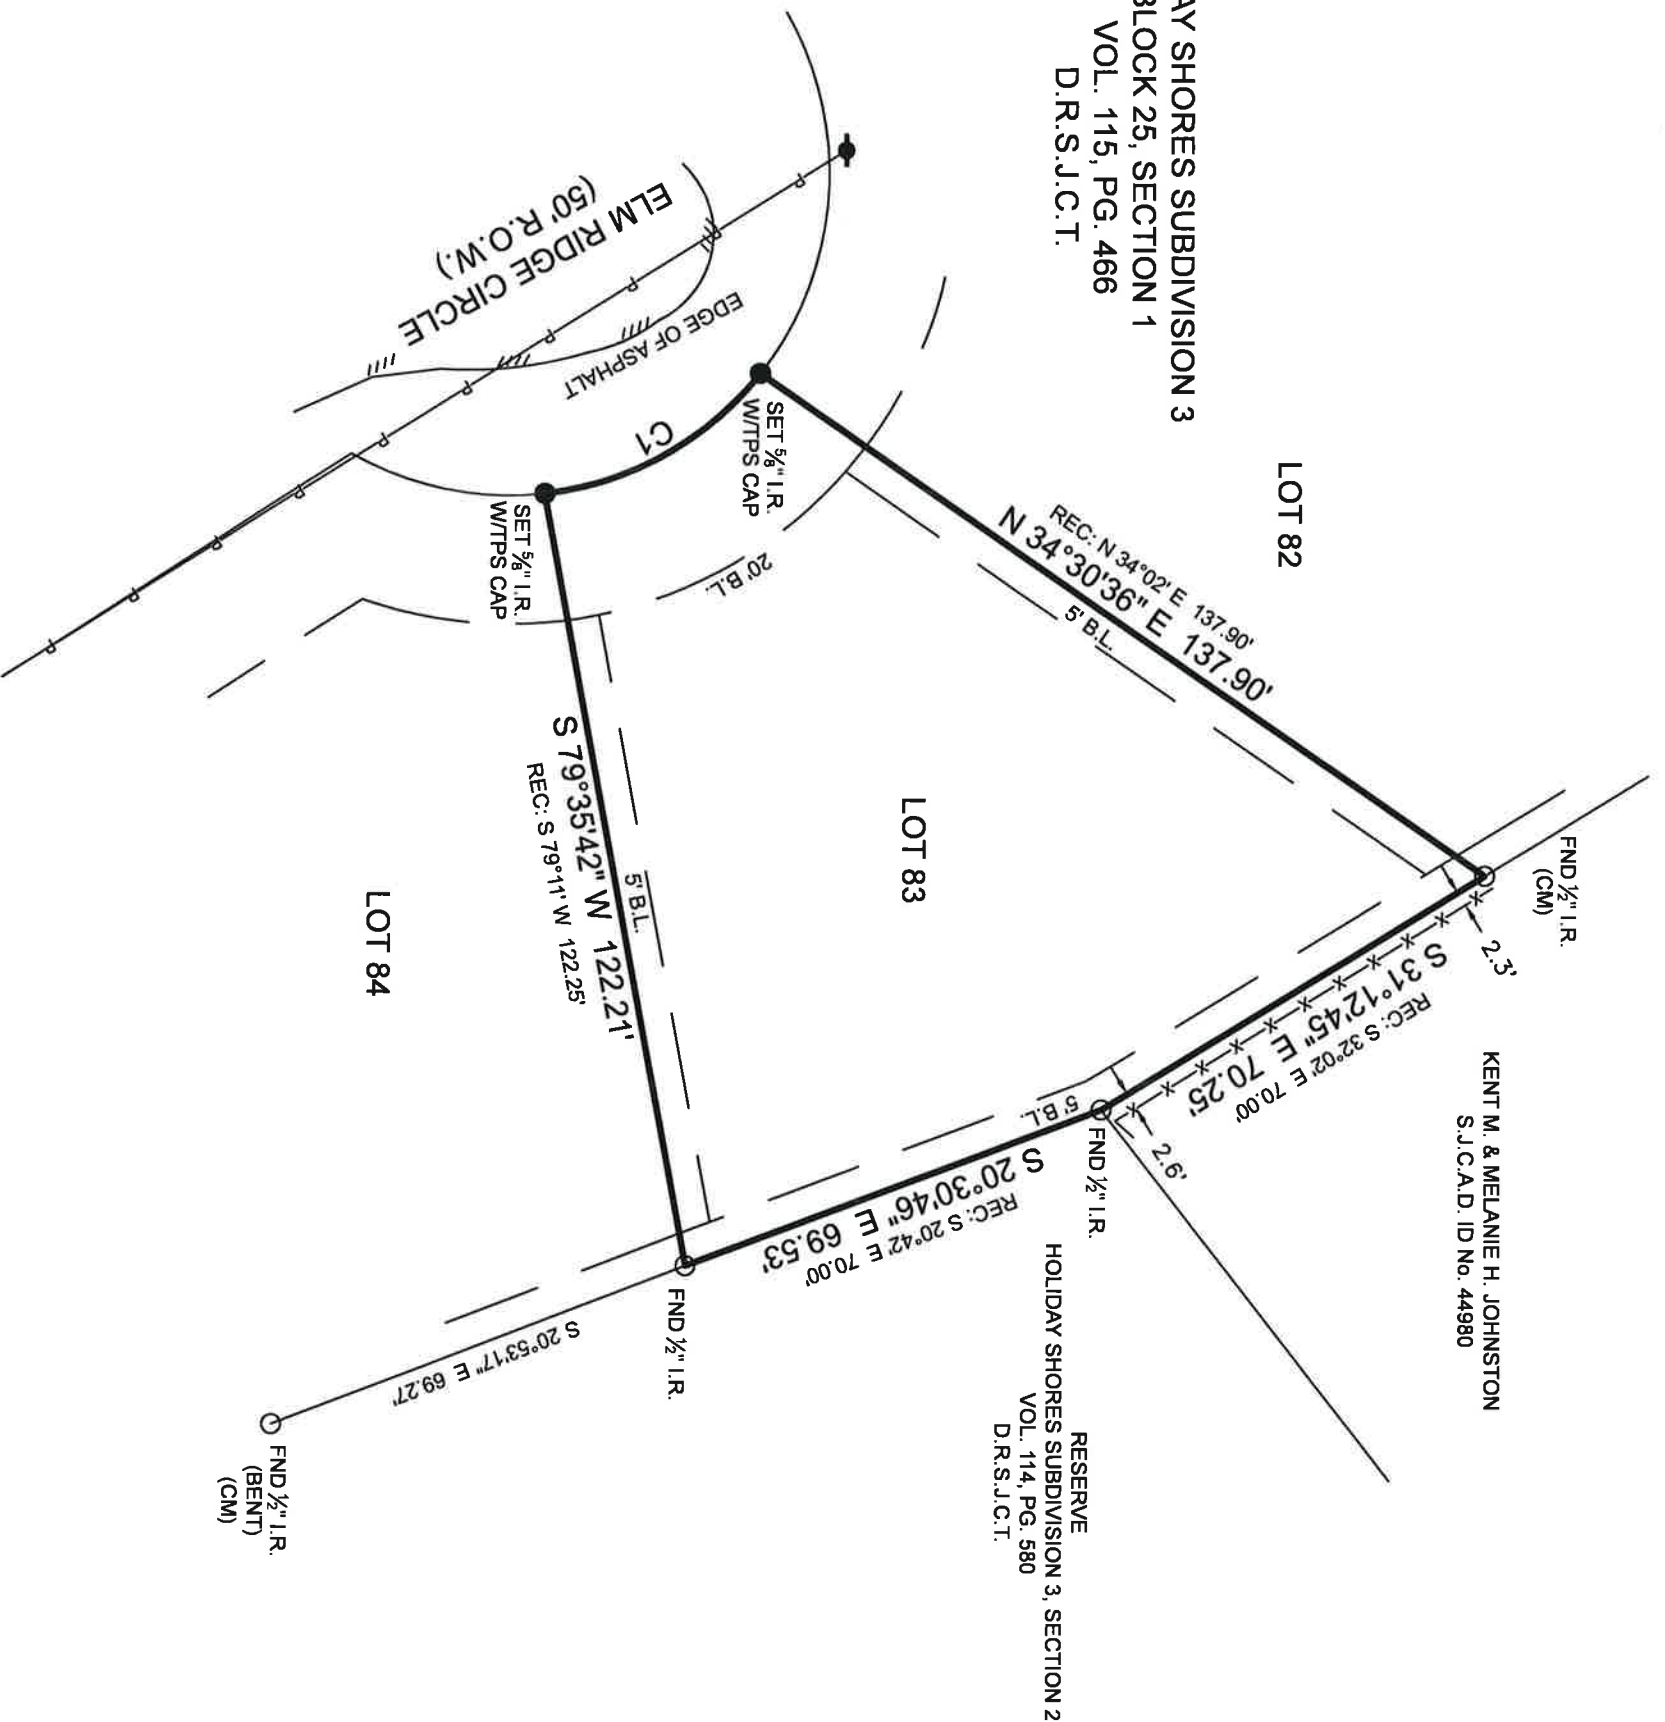 AY SHORES SUBDIVISION 3
BLOCK 25, SECTION 1
VOL. 115, PG. 466
D.R.S.J.C.T.
LOT 82
ELM RIDGE CIRCLE
(50' R.O.W.)
EDGE OF ASPHALT
C1
SET ⅝" I.R.
W/TPS CAP
SET ⅝" I.R.
W/TPS CAP
20' B.L.
REC: N 34°02' E 137.90'
N 34°30'36" E 137.90'
5' B.L.
LOT 83
FND ½" I.R.
(CM)
2.3'
S 31°12'45" E 70.25'
REC: S 32°02' E 70.00'
KENT M. & MELANIE H. JOHNSTON
S.J.C.A.D. ID No. 44980
2.6'
FND ½" I.R.
5' B.L.
S 20°30'46" E 69.53'
REC: S 20°42' E 70.00'
RESERVE
HOLIDAY SHORES SUBDIVISION 3, SECTION 2
VOL. 114, PG. 580
D.R.S.J.C.T.
5' B.L.
S 79°35'42" W 122.21'
REC: S 79°11' W 122.25'
LOT 84
FND ½" I.R.
S 20°53'17" E 69.27'
FND ½" I.R.
(BENT)
(CM)